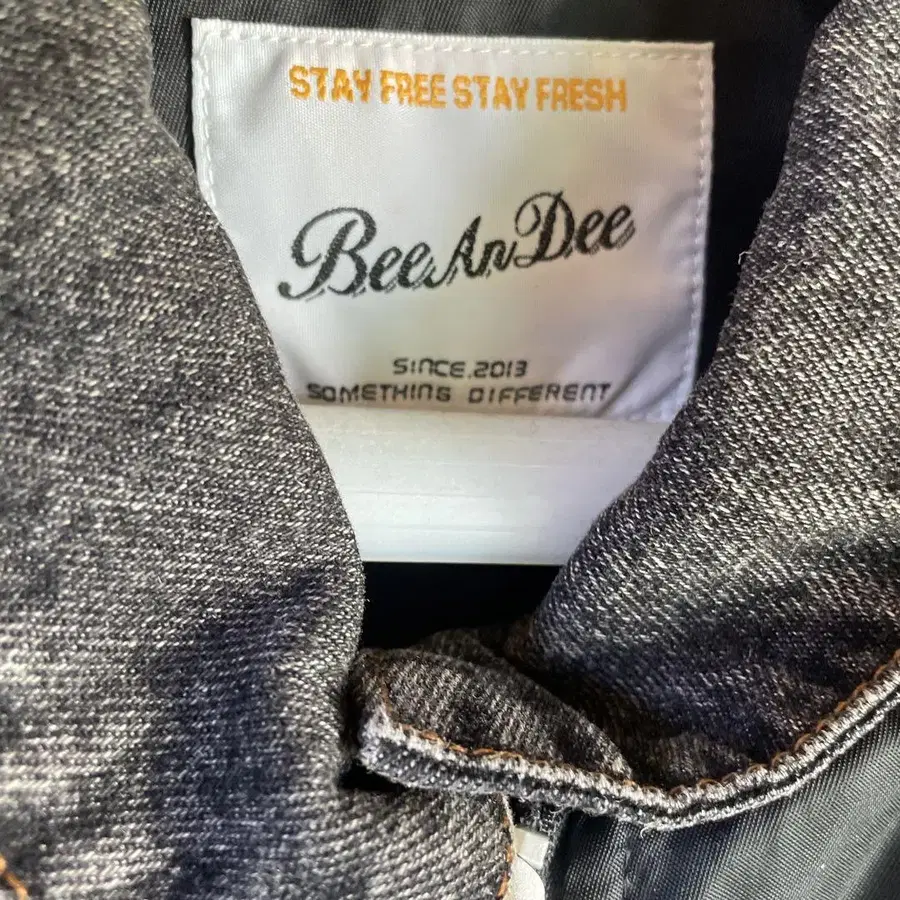 STAY FREE STAY FRESH
BeeAnDee
SINCE.2013
SOMETHING DIFFERENT